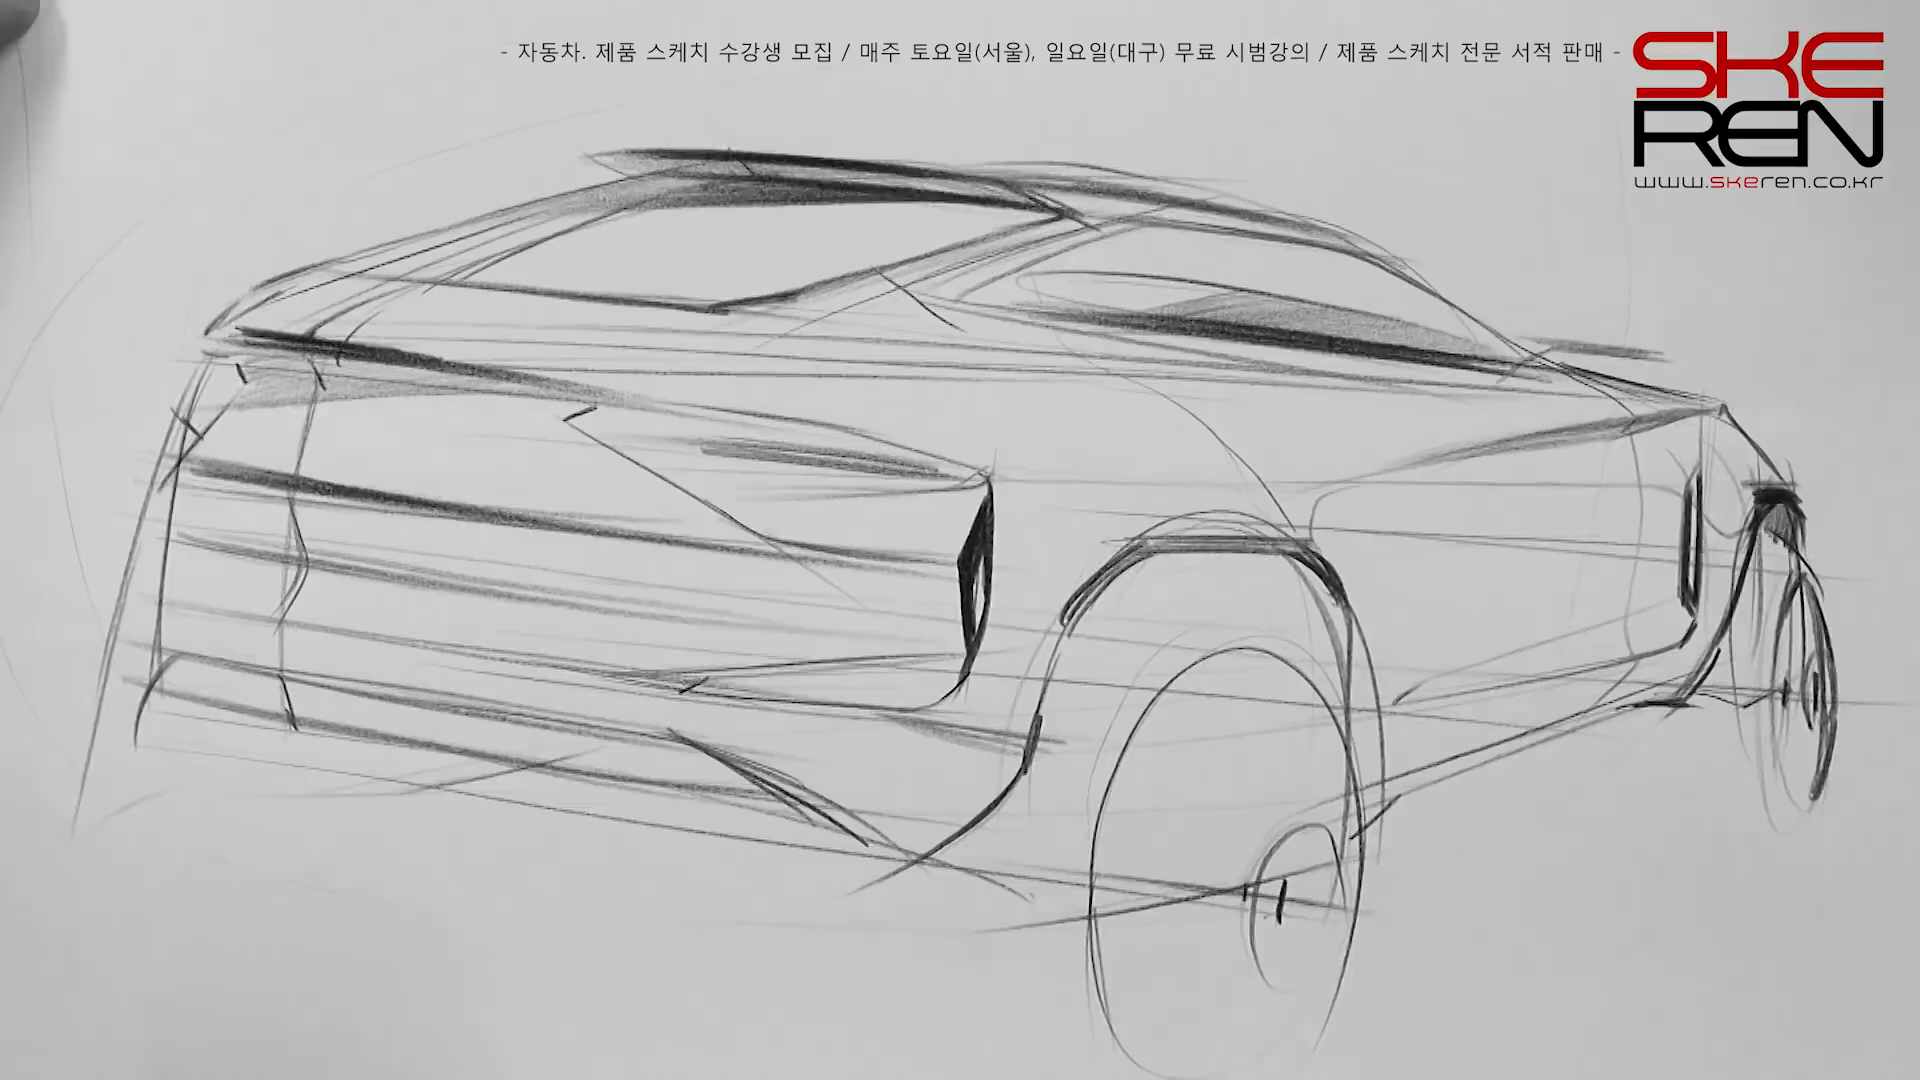 - 자동차. 제품 스케치 수강생 모집 / 매주 토요일(서울), 일요일(대구) 무료 시범강의 / 제품 스케치 전문 서적 판매 -
SKE
REN
www.skeren.co.kr